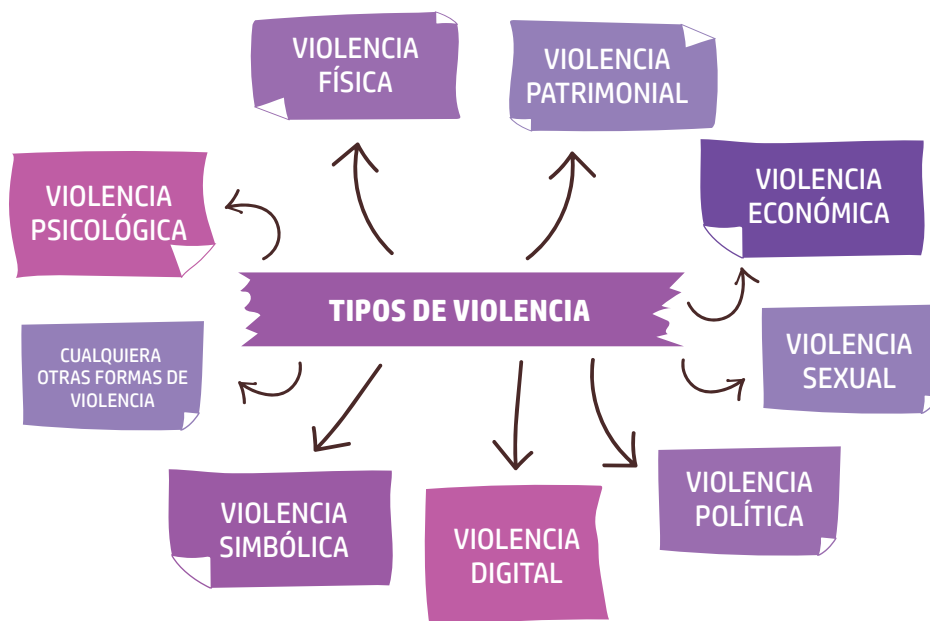 VIOLENCIA
FÍSICA
VIOLENCIA
PATRIMONIAL
VIOLENCIA
PSICOLÓGICA
VIOLENCIA
ECONÓMICA
TIPOS DE VIOLENCIA
CUALQUIERA
OTRAS FORMAS DE
VIOLENCIA
VIOLENCIA
SEXUAL
VIOLENCIA
SIMBÓLICA
VIOLENCIA
DIGITAL
VIOLENCIA
POLÍTICA